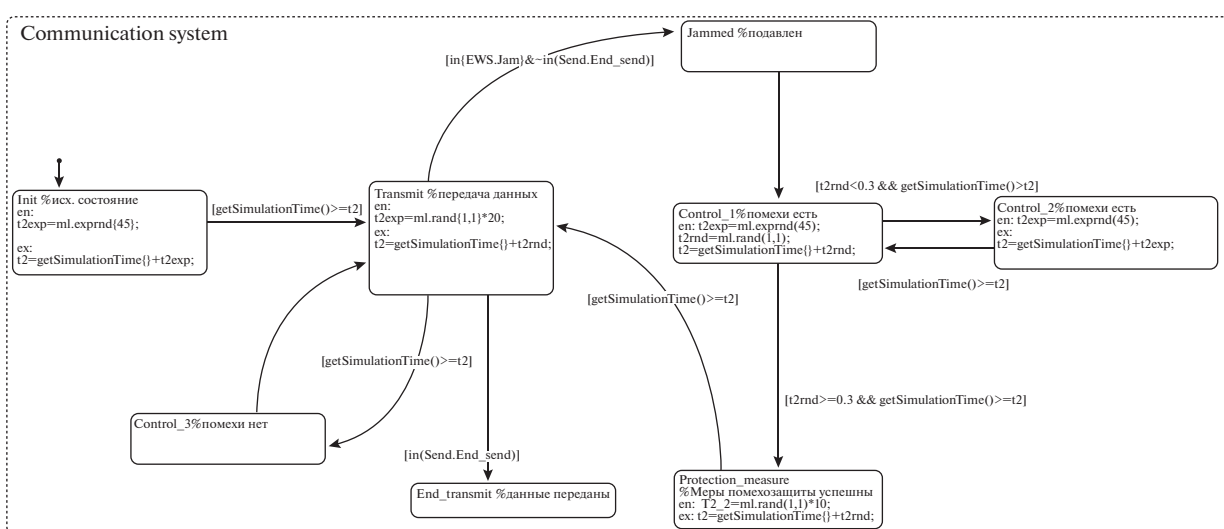 Communication system
Jammed %подавлен
[in{EWS.Jam}&~in(Send.End_send)]
Init %исх. состояние
en:
t2exp=ml.exprnd{45};
ex:
t2=getSimulationTime{}+t2exp;
[getSimulationTime()>=t2]
Transmit %передача данных
en:
t2exp=ml.rand{1,1}*20;
ex:
t2=getSimulationTime{}+t2rnd;
[t2rnd<0.3 && getSimulationTime()>t2]
Control_1%помехи есть
en: t2exp=ml.exprnd(45);
t2rnd=ml.rand(1,1);
t2=getSimulationTime{}+t2rnd;
Control_2%помехи есть
en: t2exp=ml.exprnd(45);
ex:
t2=getSimulationTime{}+t2exp;
[getSimulationTime()>=t2]
[getSimulationTime()>=t2]
[getSimulationTime()>=t2]
[t2rnd>=0.3 && getSimulationTime()>=t2]
Control_3%помехи нет
[in(Send.End_send)]
End_transmit %данные переданы
Protection_measure
%Меры помехозащиты успешны
en: T2_2=ml.rand(1,1)*10;
ex: t2=getSimulationTime{}+t2rnd;